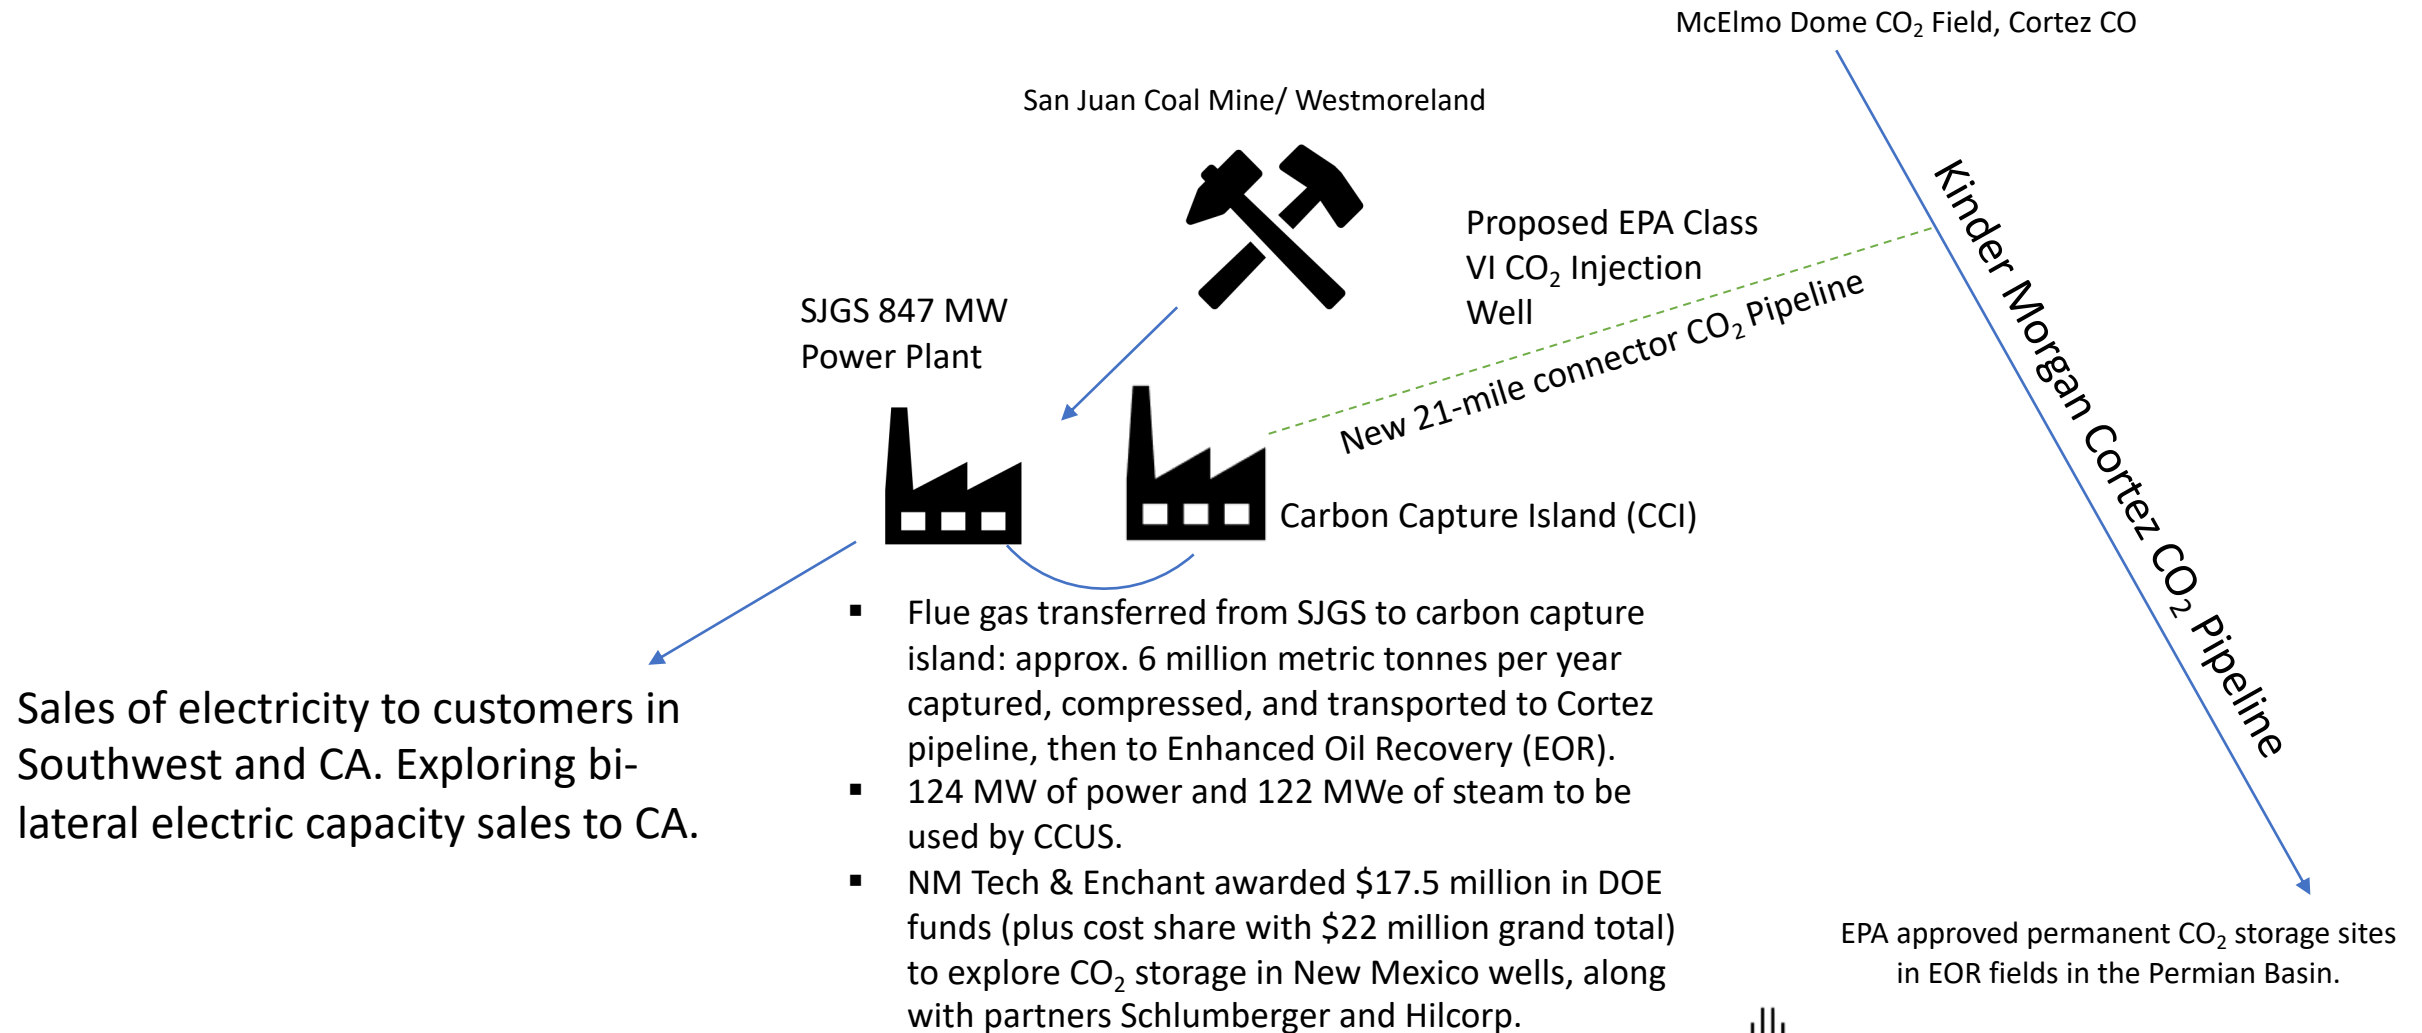 McElmo Dome CO₂ Field, Cortez CO
San Juan Coal Mine/ Westmoreland
Kinder Morgan Cortez CO₂ Pipeline
Proposed EPA Class
VI CO₂ Injection
Well
New 21-mile connector CO₂ Pipeline
SJGS 847 MW
Power Plant
Carbon Capture Island (CCI)
▪ Flue gas transferred from SJGS to carbon capture
island: approx. 6 million metric tonnes per year
captured, compressed, and transported to Cortez
pipeline, then to Enhanced Oil Recovery (EOR).
▪ 124 MW of power and 122 MWe of steam to be
used by CCUS.
▪ NM Tech & Enchant awarded $17.5 million in DOE
funds (plus cost share with $22 million grand total)
to explore CO₂ storage in New Mexico wells, along
with partners Schlumberger and Hilcorp.
Sales of electricity to customers in
Southwest and CA. Exploring bi-
lateral electric capacity sales to CA.
EPA approved permanent CO₂ storage sites
in EOR fields in the Permian Basin.